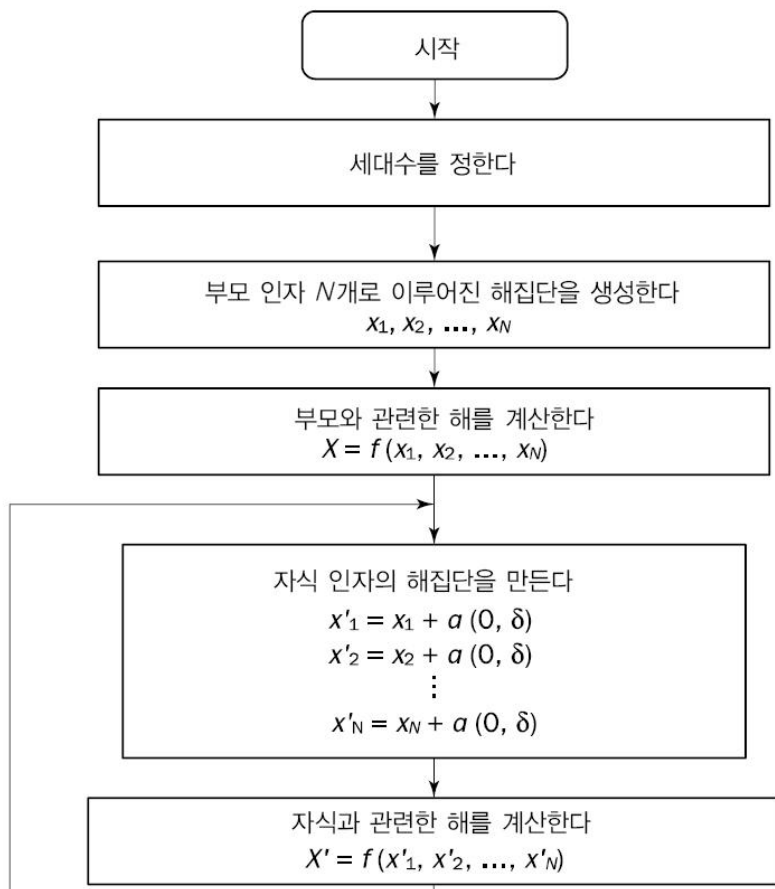 시작
세대수를 정한다
부모 인자 N개로 이루어진 해집단을 생성한다
x₁, x₂, ..., x_N
부모와 관련한 해를 계산한다
X = f (x₁, x₂, ..., x_N)
자식 인자의 해집단을 만든다
x'₁ = x₁ + a (0, δ)
x'₂ = x₂ + a (0, δ)
⋮
x'_N = x_N + a (0, δ)
자식과 관련한 해를 계산한다
X' = f (x'₁, x'₂, ..., x'_N)